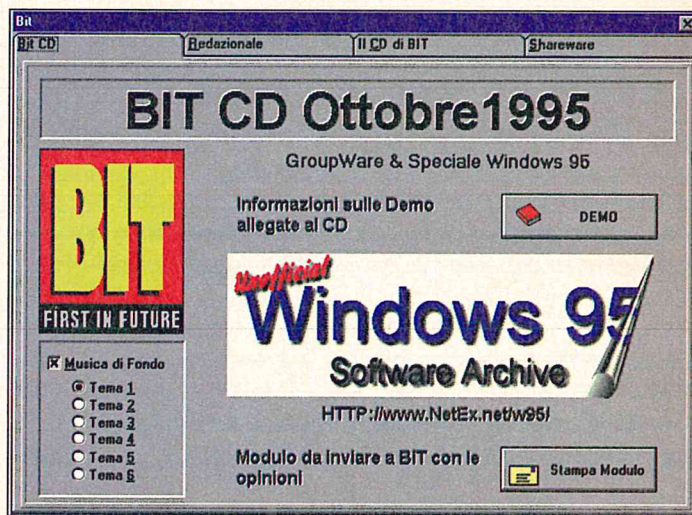 Bit
Bit CD
Redazionale
Il CD di BIT
Shareware
BIT CD Ottobre1995
GroupWare & Speciale Windows 95
BIT
FIRST IN FUTURE
Informazioni sulle Demo
allegate al CD
DEMO
Unofficial
Windows 95
Software Archive
HTTP://www.NetEx.net/w95/
Musica di Fondo
Tema 1
Tema 2
Tema 3
Tema 4
Tema 5
Tema 6
Modulo da inviare a BIT con le
opinioni
Stampa Modulo